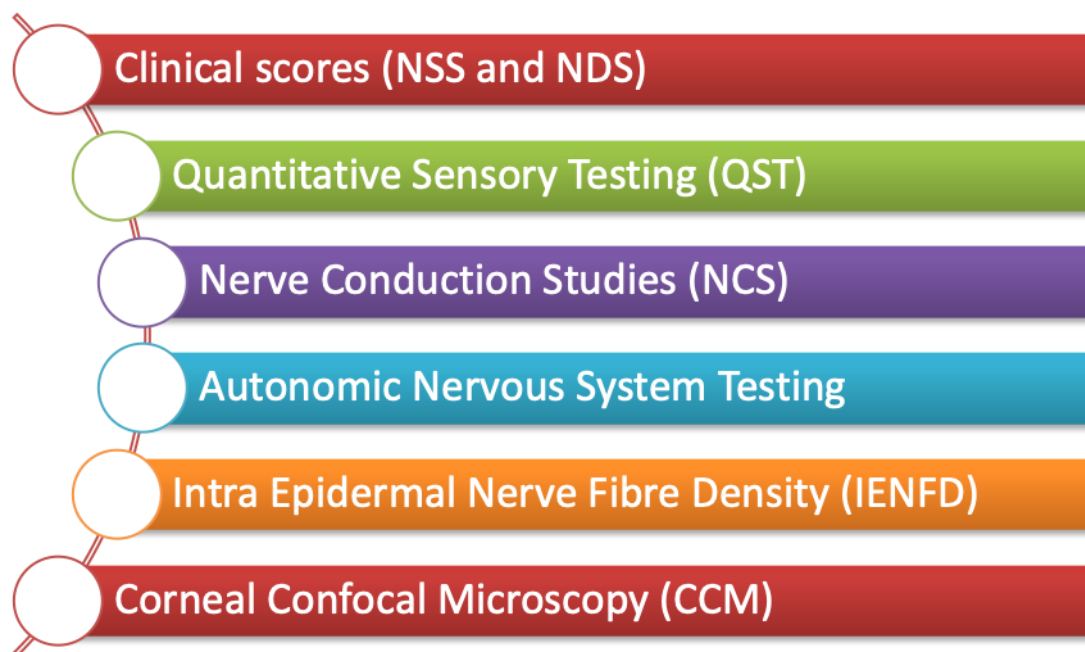 Clinical scores (NSS and NDS)
Quantitative Sensory Testing (QST)
Nerve Conduction Studies (NCS)
Autonomic Nervous System Testing
Intra Epidermal Nerve Fibre Density (IENFD)
Corneal Confocal Microscopy (CCM)